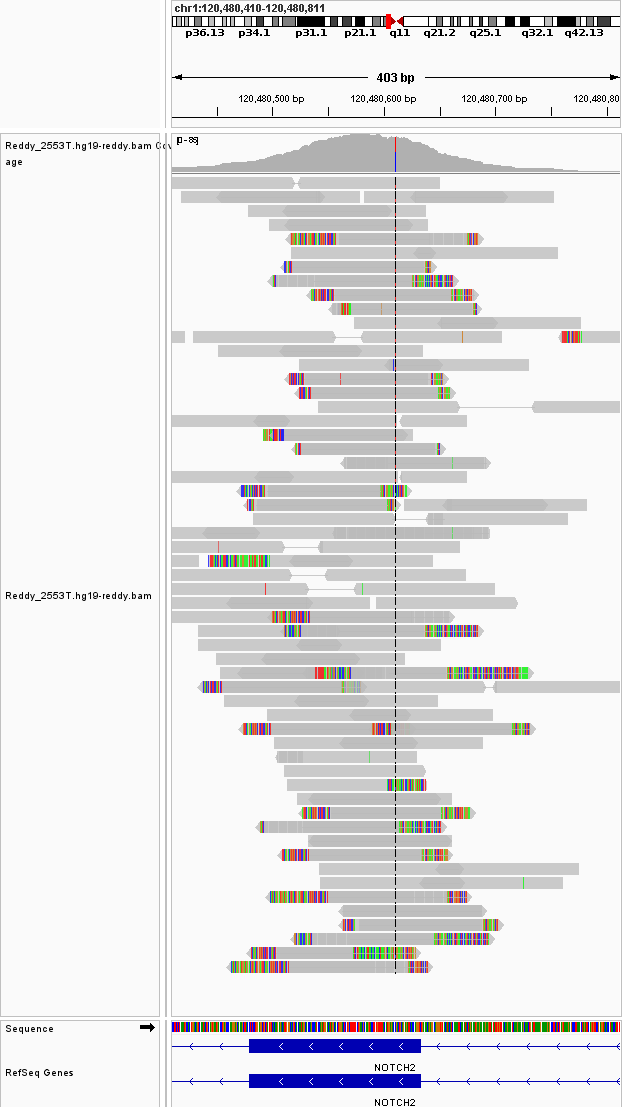 chr1:120,480,410-120,480,811
p36.13 p34.1 p31.1 p21.1 q11 q21.2 q25.1 q32.1 q42.13
403 bp
120,480,500 bp 120,480,600 bp 120,480,700 bp 120,480,80
Reddy_2553T.hg19-reddy.bam Cov
age
[0-86]
Reddy_2553T.hg19-reddy.bam
Sequence
NOTCH2
RefSeq Genes
NOTCH2